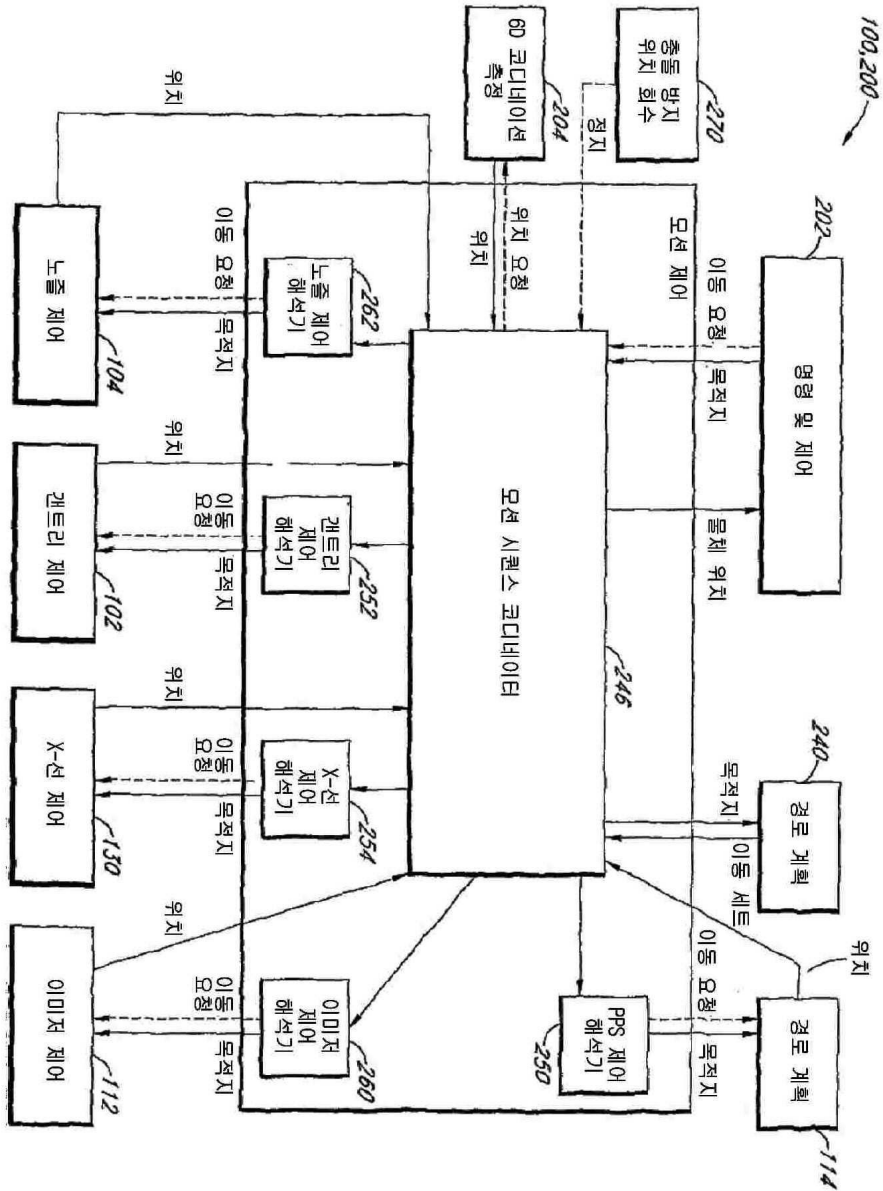 100,200
202
명령 및 제어
240
경로 계획
114
경로 계획
위치
이동 요청
목적지
물체 위치
목적지
이동 세트
이동 요청
목적지
모션 제어
270
충돌 방지
위치 회수
정지
246
모션 시퀀스 코디네이터
PPS 제어
해석기
250
204
6D 코디네이션
측정
위치 요청
위치
262
노즐 제어
해석기
252
갠트리
제어
해석기
254
X-선
제어
해석기
260
이미저
제어
해석기
위치
이동 요청
목적지
위치
이동
요청
목적지
위치
이동
요청
목적지
위치
이동
요청
목적지
노즐 제어
104
갠트리 제어
102
X-선 제어
130
이미저 제어
112